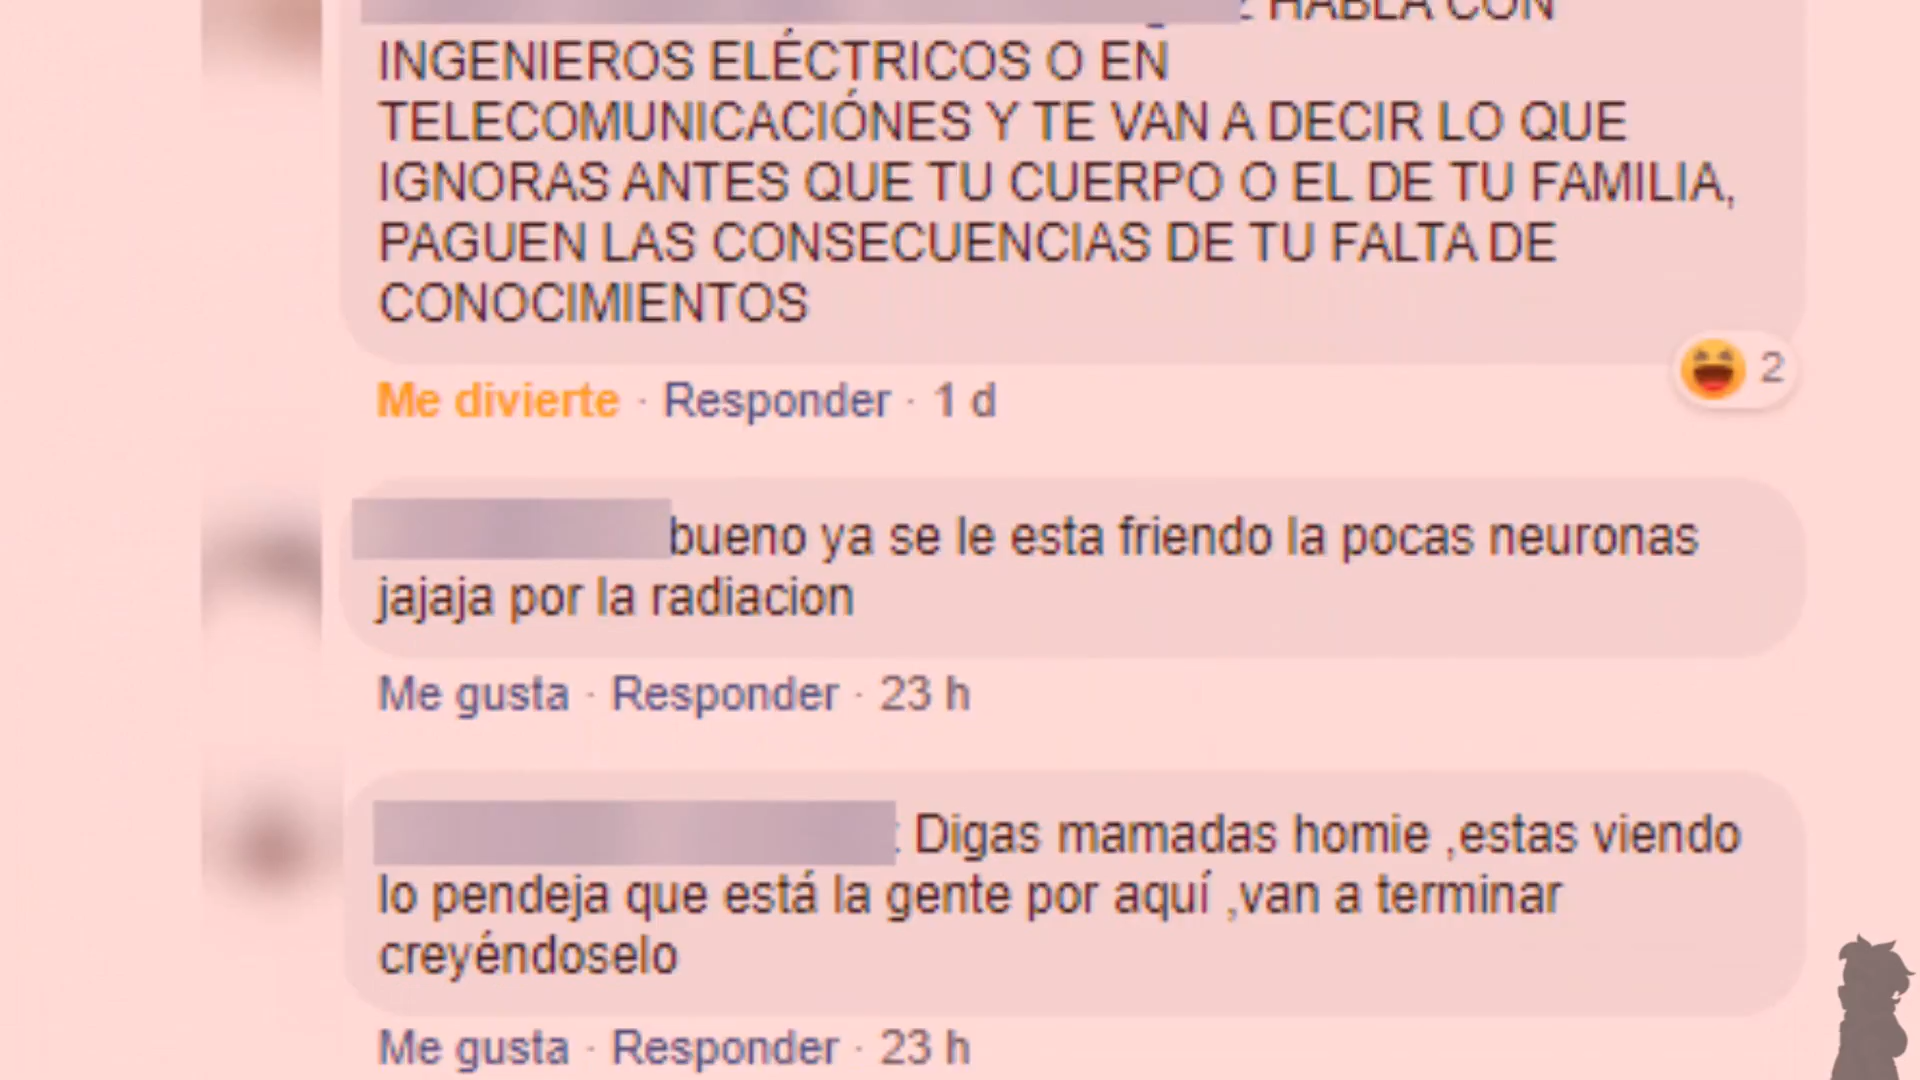 HABLA CON
INGENIEROS ELÉCTRICOS O EN
TELECOMUNICACIÓNES Y TE VAN A DECIR LO QUE
IGNORAS ANTES QUE TU CUERPO O EL DE TU FAMILIA,
PAGUEN LAS CONSECUENCIAS DE TU FALTA DE
CONOCIMIENTOS
2
Me divierte · Responder · 1 d
bueno ya se le esta friendo la pocas neuronas
jajaja por la radiacion
Me gusta · Responder · 23 h
Digas mamadas homie ,estas viendo
lo pendeja que está la gente por aquí ,van a terminar
creyéndoselo
Me gusta · Responder · 23 h